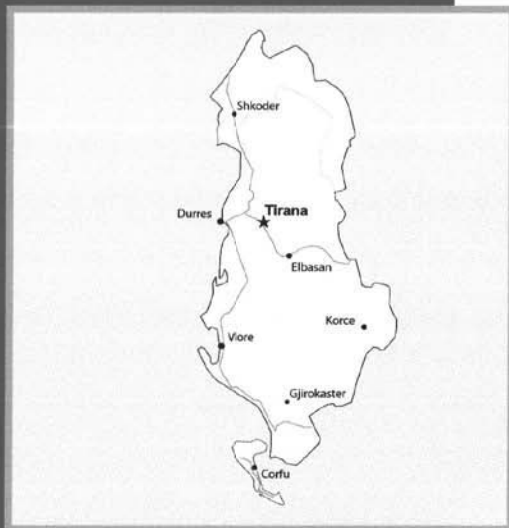 Shkoder
Tirana
Durres
Elbasan
Korce
Vlore
Gjirokaster
Corfu